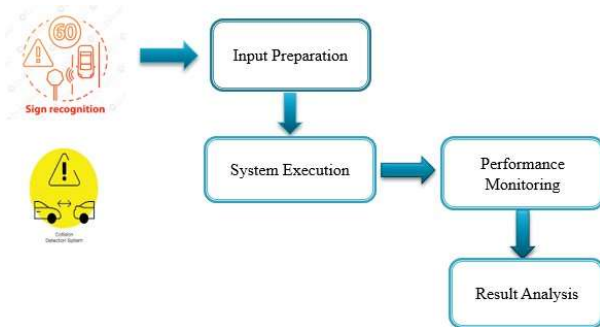 60
Sign recognition
Input Preparation
System Execution
Performance
Monitoring
Result Analysis
Collision
Detection System